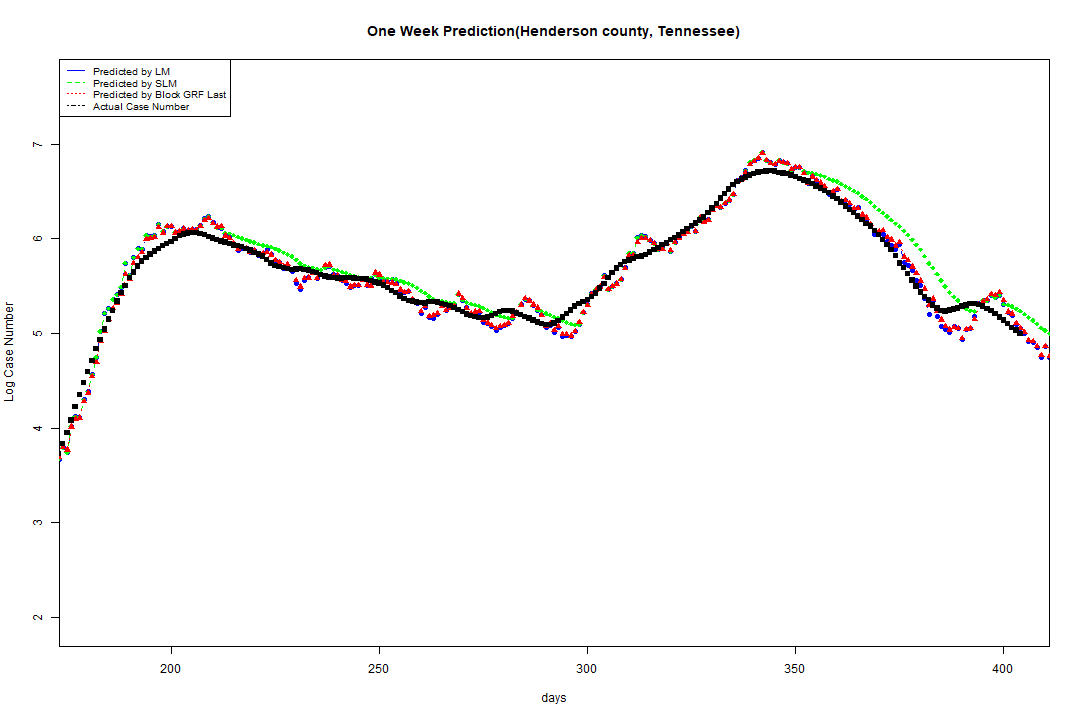 One Week Prediction(Henderson county, Tennessee)
Predicted by LM
Predicted by SLM
Predicted by Block GRF Last
Actual Case Number
7
6
5
4
3
2
Log Case Number
200
250
300
350
400
days